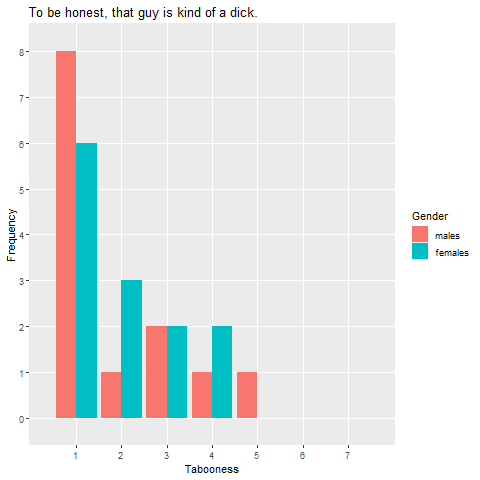 To be honest, that guy is kind of a dick.
8
7
6
5
4
3
2
1
0
Frequency
1 2 3 4 5 6 7
Tabooness
Gender
males
females